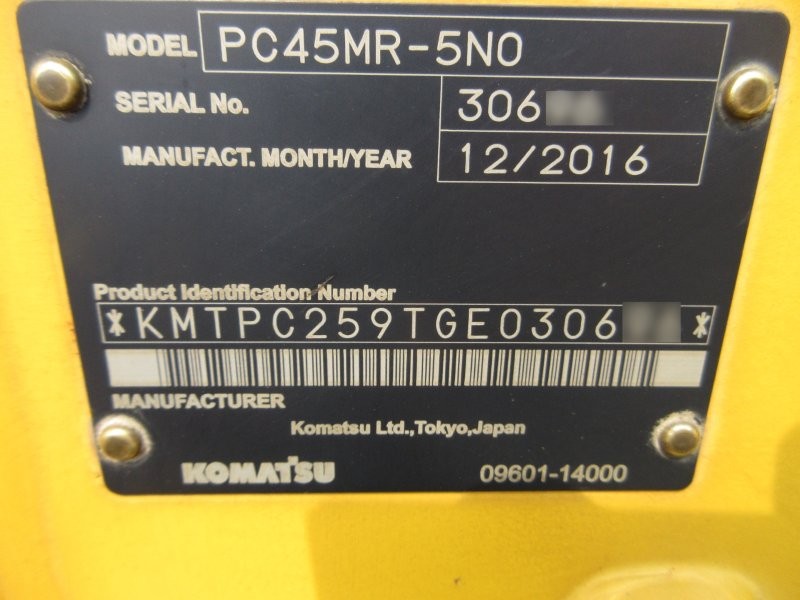 MODEL PC45MR-5N0
SERIAL No. 306
MANUFACT. MONTH/YEAR 12/2016
Product Identification Number
*KMTPC259TGE0306 *
MANUFACTURER
Komatsu Ltd.,Tokyo,Japan
KOMATSU 09601-14000